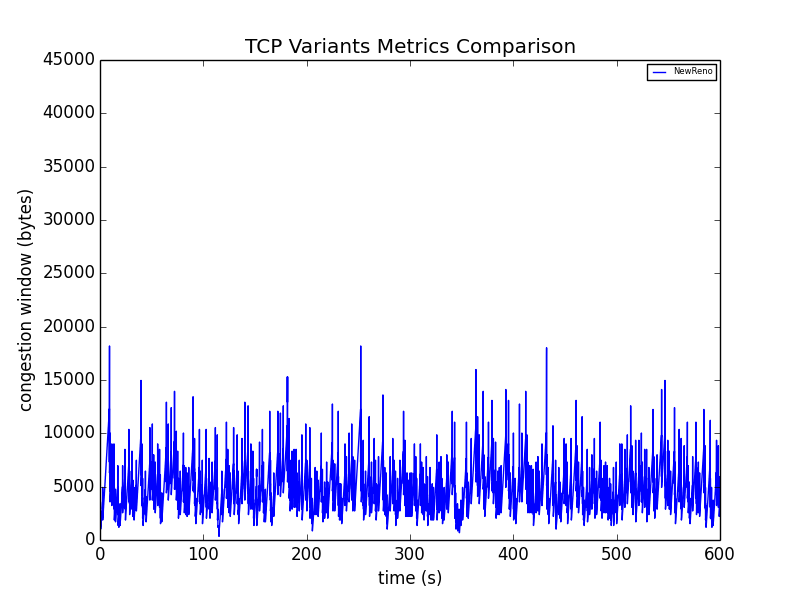 TCP Variants Metrics Comparison
NewReno
45000
40000
35000
30000
25000
20000
15000
10000
5000
0
congestion window (bytes)
0 100 200 300 400 500 600
time (s)